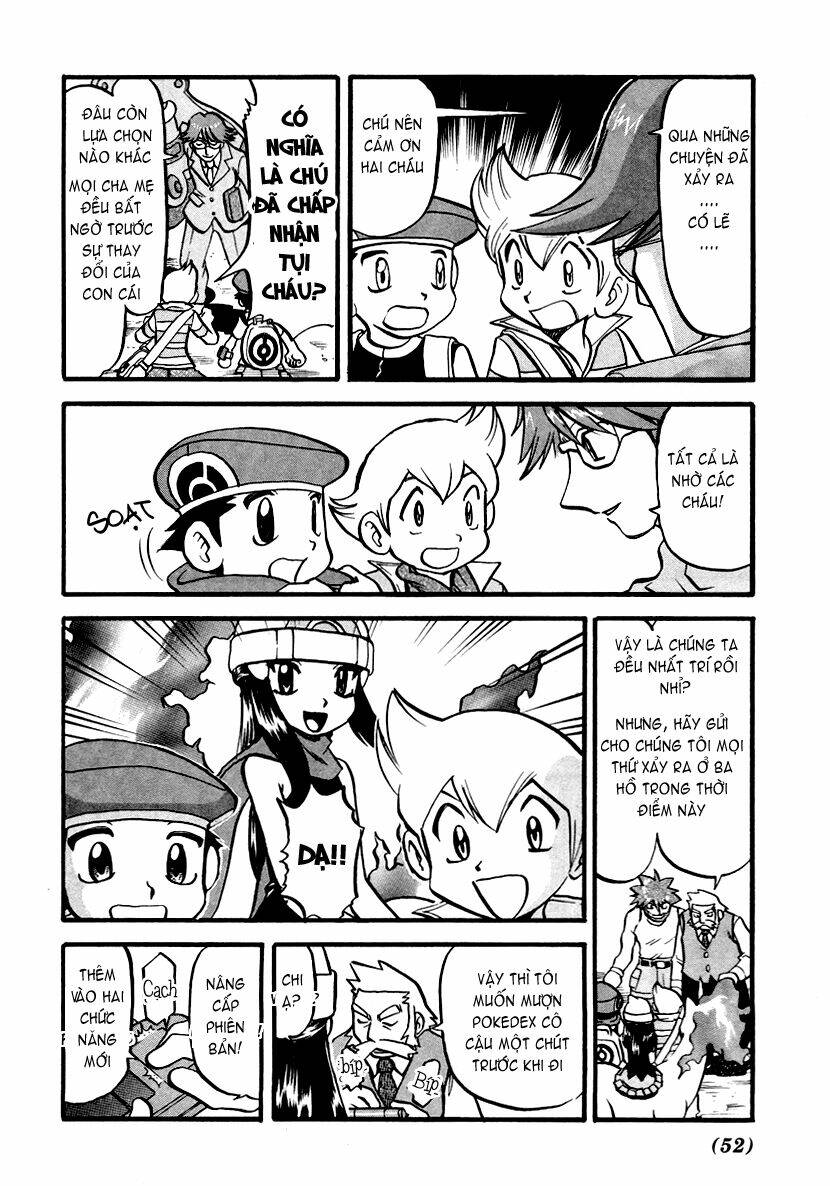 QUA NHỮNG
CHUYỆN ĐÃ
XẢY RA
....
CÓ LẼ
....
CHÚ NÊN
CẢM ƠN
HAI CHÁU
CÓ
NGHĨA
LÀ CHÚ
ĐÃ CHẤP
NHẬN
TỤI
CHÁU?
ĐÂU CÒN
LỰA CHỌN
NÀO KHÁC
MỌI CHA MẸ
ĐỀU BẤT
NGỜ TRƯỚC
SỰ THAY
ĐỔI CỦA
CON CÁI
TẤT CẢ LÀ
NHỜ CÁC
CHÁU!
SOẠT
VẬY LÀ CHÚNG TA
ĐỀU NHẤT TRÍ RỒI
NHỈ?
NHƯNG, HÃY GỬI
CHO CHÚNG TÔI MỌI
THỨ XẢY RA Ở BA
HỒ TRONG THỜI
ĐIỂM NÀY
DẠ!!
VẬY THÌ TÔI
MUỐN MƯỢN
POKEDEX CÔ
CẬU MỘT CHÚT
TRƯỚC KHI ĐI
CHI
Ạ?
bíp
Bíp
NÂNG
CẤP
PHIÊN
BẢN!
Cạch
THÊM
VÀO HAI
CHỨC
NĂNG
MỚI
(52)